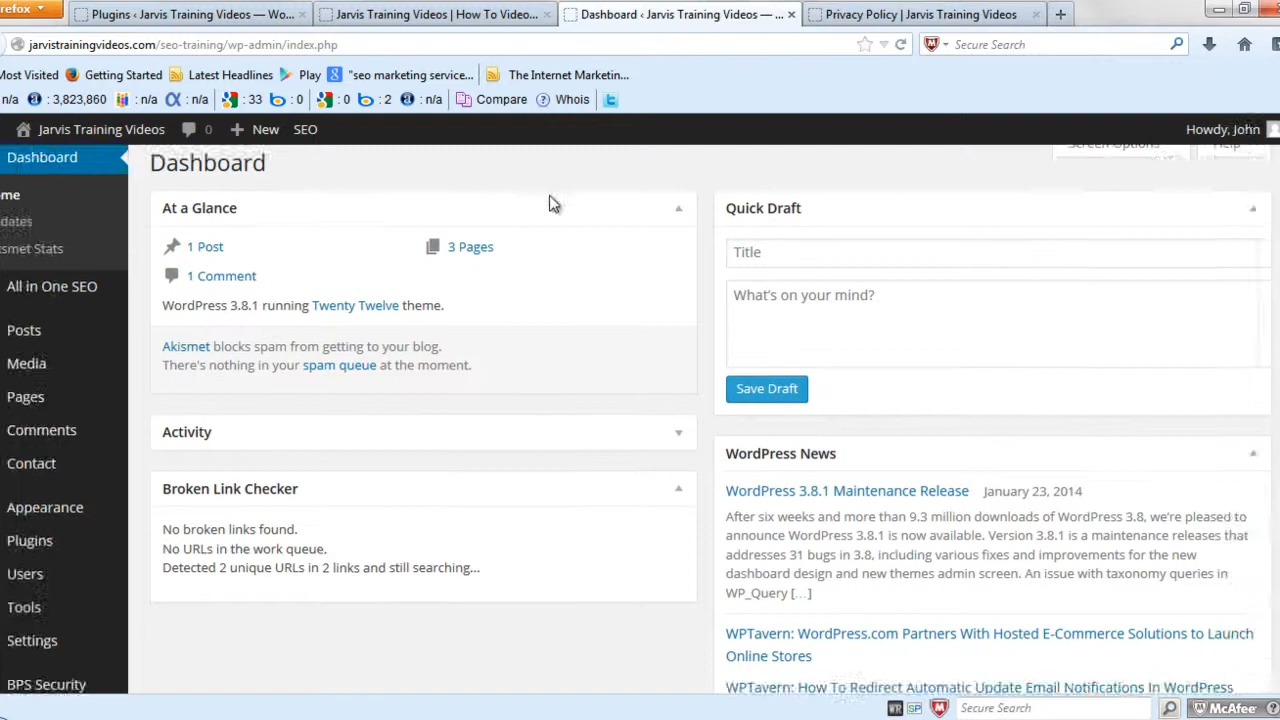 refox
Plugins ‹ Jarvis Training Videos — Wo...
Jarvis Training Videos | How To Video...
Dashboard ‹ Jarvis Training Videos — ...
Privacy Policy | Jarvis Training Videos
jarvistrainingvideos.com/seo-training/wp-admin/index.php
Secure Search
Most Visited
Getting Started
Latest Headlines
Play
"seo marketing service...
The Internet Marketin...
n/a
: 3,823,860
: n/a
: n/a
: 33
: 0
: 0
: 2
: n/a
Compare
Whois
Jarvis Training Videos
0
New
SEO
Howdy, John
Dashboard
Screen Options
Help
Dashboard
ome
dates
ismet Stats
All in One SEO
Posts
Media
Pages
Comments
Contact
Appearance
Plugins
Users
Tools
Settings
BPS Security
At a Glance
1 Post
3 Pages
1 Comment
WordPress 3.8.1 running Twenty Twelve theme.
Akismet blocks spam from getting to your blog.
There's nothing in your spam queue at the moment.
Activity
Broken Link Checker
No broken links found.
No URLs in the work queue.
Detected 2 unique URLs in 2 links and still searching...
Quick Draft
Title
What's on your mind?
Save Draft
WordPress News
WordPress 3.8.1 Maintenance Release January 23, 2014
After six weeks and more than 9.3 million downloads of WordPress 3.8, we're pleased to
announce WordPress 3.8.1 is now available. Version 3.8.1 is a maintenance releases that
addresses 31 bugs in 3.8, including various fixes and improvements for the new
dashboard design and new themes admin screen. An issue with taxonomy queries in
WP_Query [...]
WPTavern: WordPress.com Partners With Hosted E-Commerce Solutions to Launch
Online Stores
WPTavern: How To Redirect Automatic Update Email Notifications In WordPress
WR
SP
Secure Search
McAfee